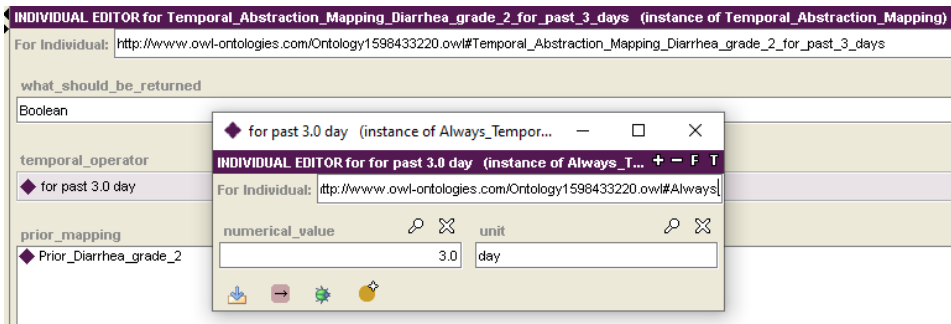 INDIVIDUAL EDITOR for Temporal_Abstraction_Mapping_Diarrhea_grade_2_for_past_3_days (instance of Temporal_Abstraction_Mapping)
For Individual: http://www.owl-ontologies.com/Ontology1598433220.owl#Temporal_Abstraction_Mapping_Diarrhea_grade_2_for_past_3_days
what_should_be_returned
Boolean
temporal_operator
for past 3.0 day
prior_mapping
Prior_Diarrhea_grade_2
for past 3.0 day (instance of Always_Tempor...
INDIVIDUAL EDITOR for for past 3.0 day (instance of Always_T... + − F T
For Individual: ttp://www.owl-ontologies.com/Ontology1598433220.owl#Always
numerical_value unit
3.0 day